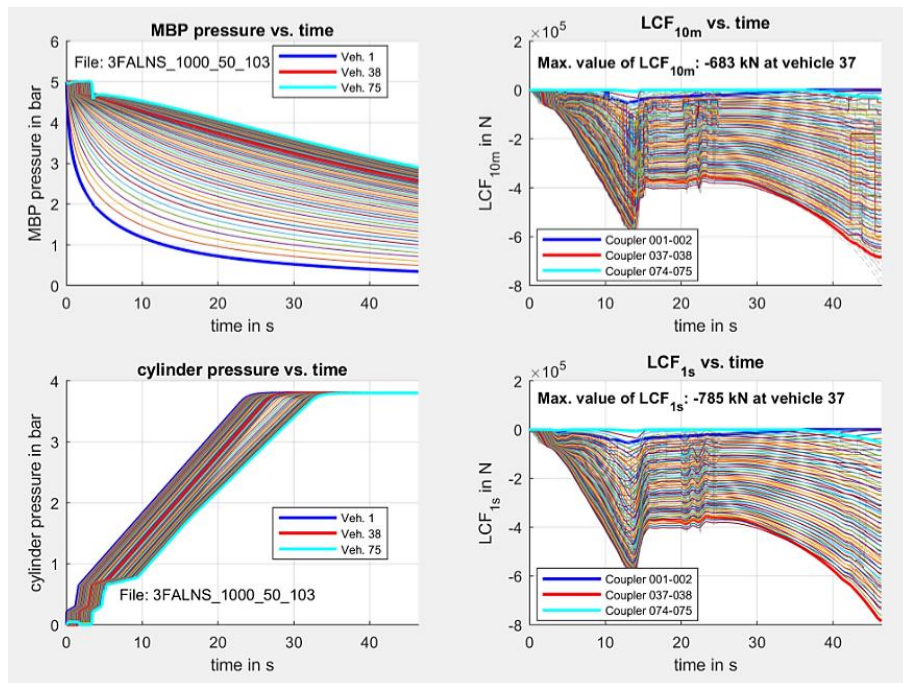 MBP pressure vs. time
File: 3FALNS_1000_50_103
Veh. 1
Veh. 38
Veh. 75
6
5
4
3
2
1
0
MBP pressure in bar
0 10 20 30 40
time in s
LCF10m vs. time
×10^5
Max. value of LCF10m: -683 kN at vehicle 37
2
0
-2
-4
-6
-8
LCF10m in N
Coupler 001-002
Coupler 037-038
Coupler 074-075
0 10 20 30 40
time in s
cylinder pressure vs. time
4
3
2
1
0
cylinder pressure in bar
Veh. 1
Veh. 38
Veh. 75
File: 3FALNS_1000_50_103
0 10 20 30 40
time in s
LCF1s vs. time
×10^5
Max. value of LCF1s: -785 kN at vehicle 37
2
0
-2
-4
-6
-8
LCF1s in N
Coupler 001-002
Coupler 037-038
Coupler 074-075
0 10 20 30 40
time in s